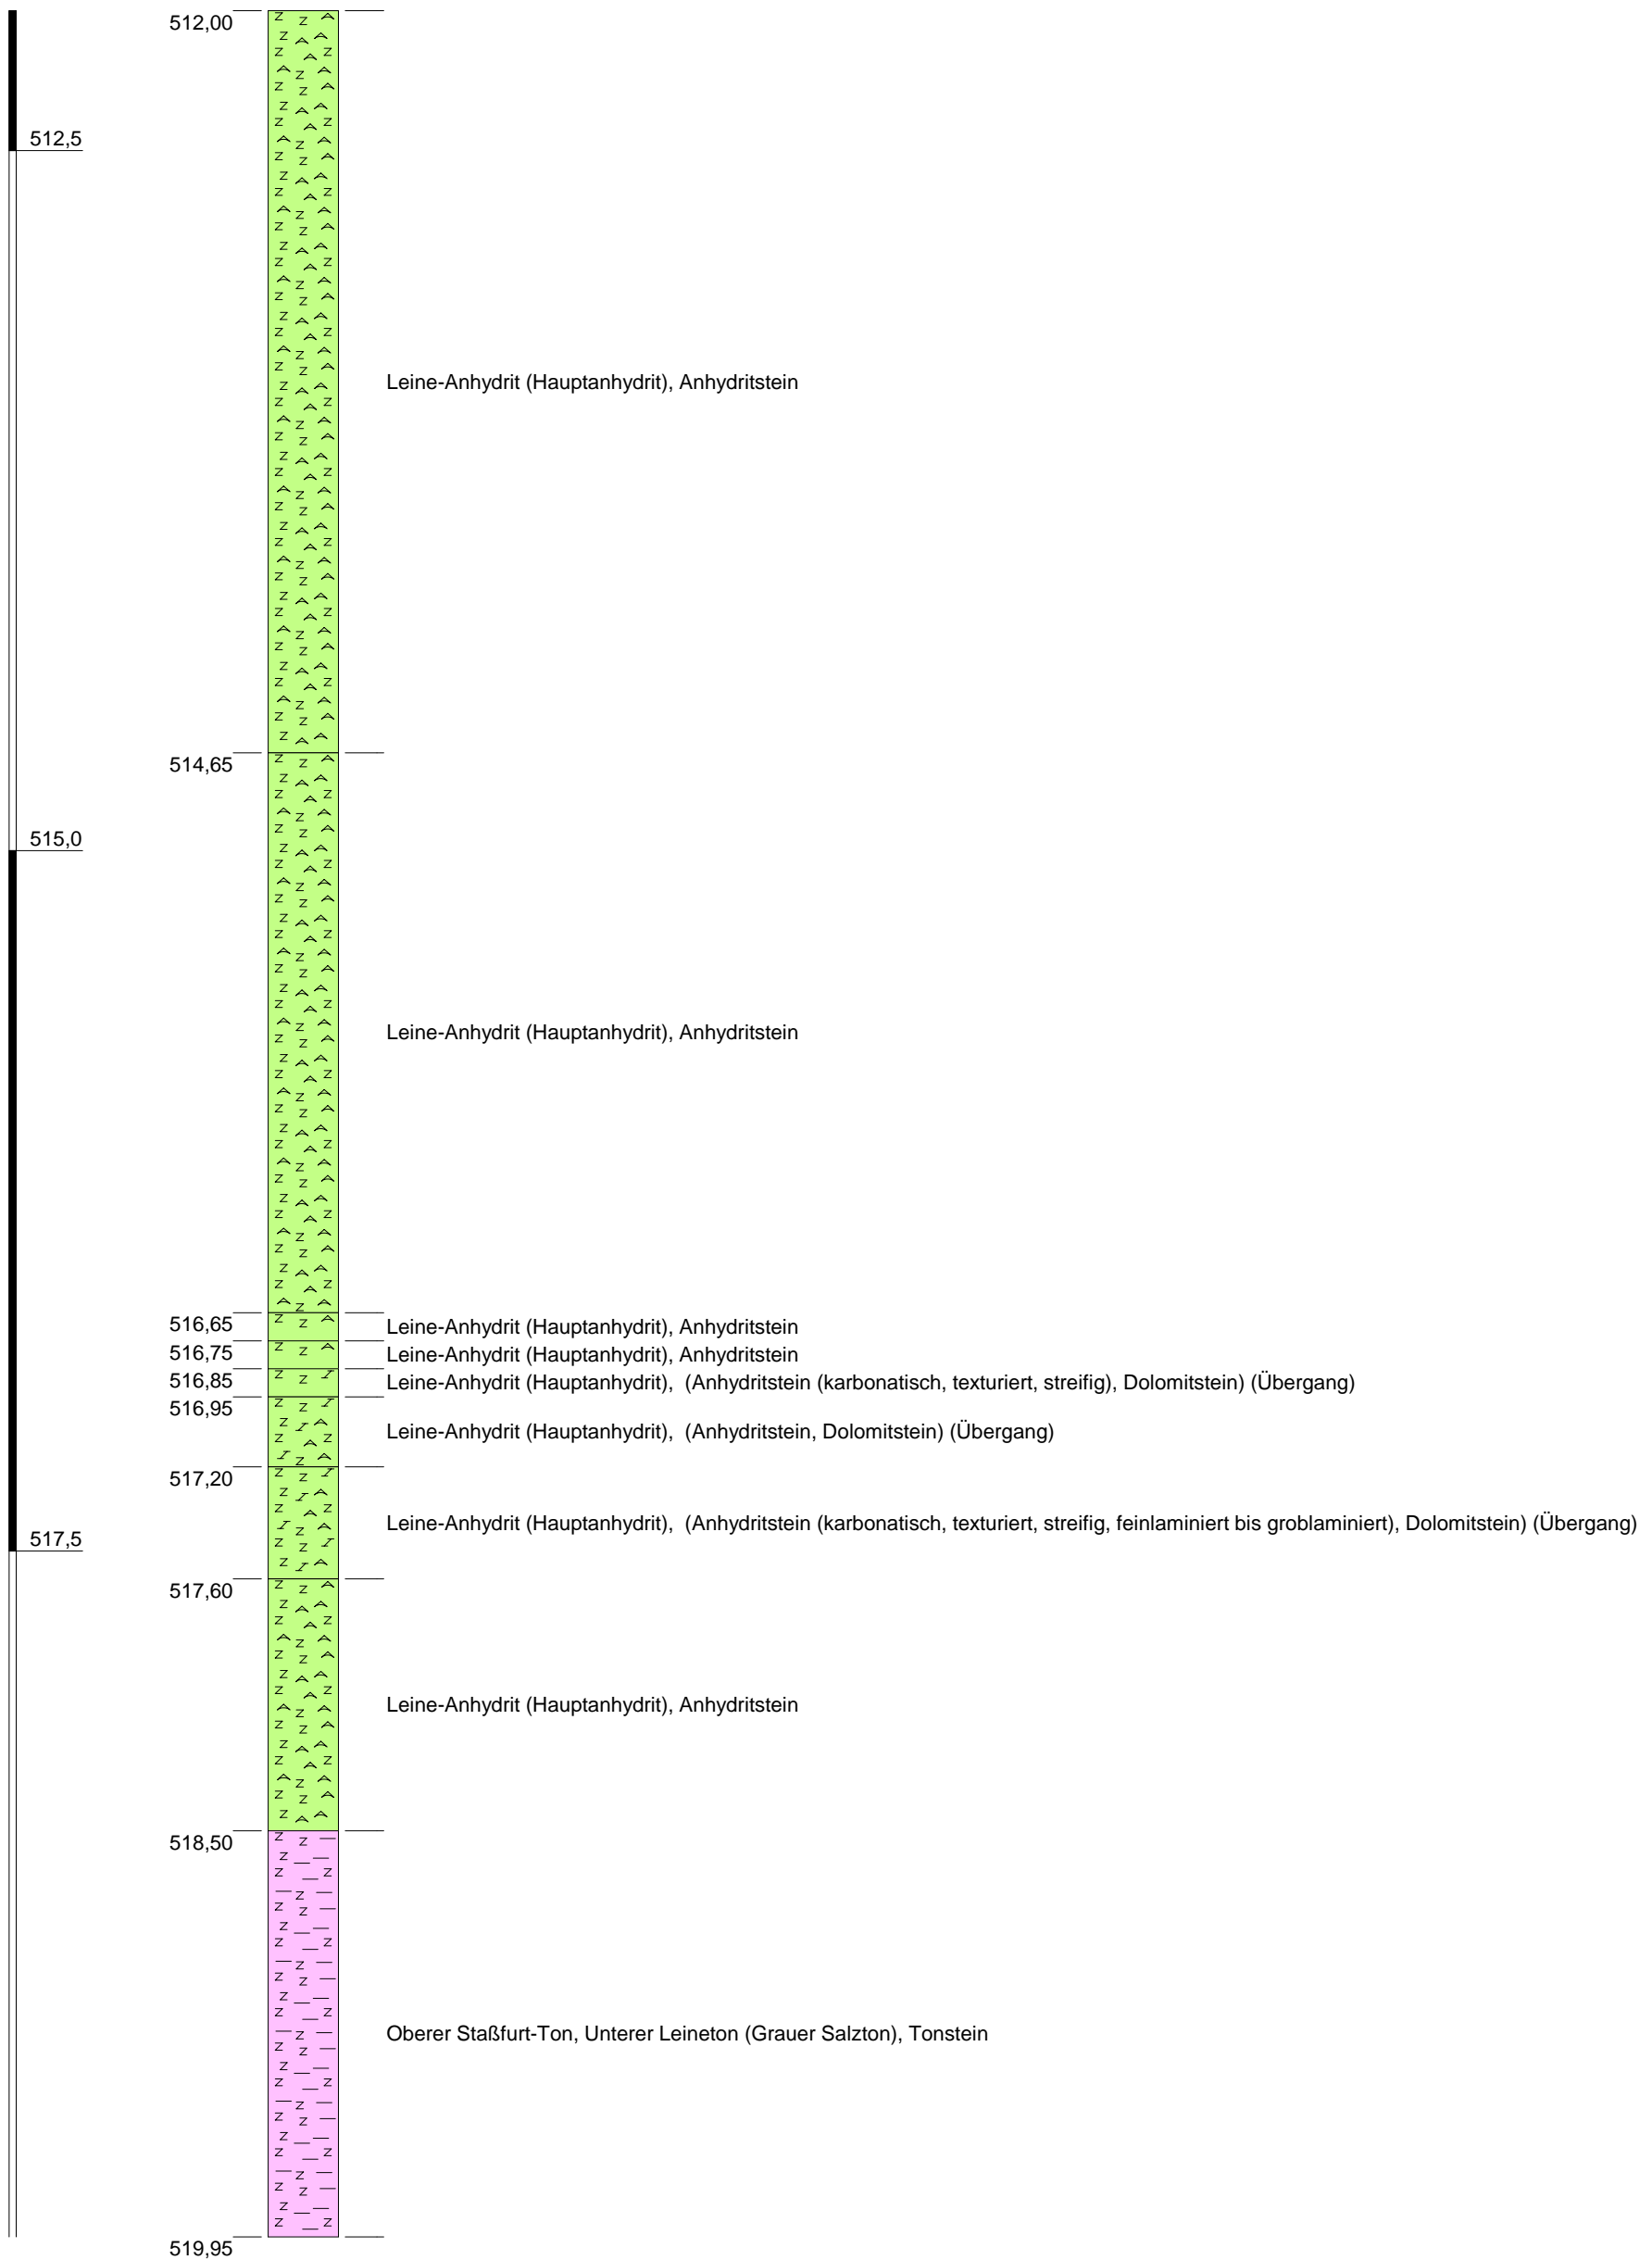 512,00
512,5
Leine-Anhydrit (Hauptanhydrit), Anhydritstein
514,65
515,0
Leine-Anhydrit (Hauptanhydrit), Anhydritstein
516,65
Leine-Anhydrit (Hauptanhydrit), Anhydritstein
516,75
Leine-Anhydrit (Hauptanhydrit), Anhydritstein
516,85
Leine-Anhydrit (Hauptanhydrit),  (Anhydritstein (karbonatisch, texturiert, streifig), Dolomitstein) (Übergang)
516,95
Leine-Anhydrit (Hauptanhydrit),  (Anhydritstein, Dolomitstein) (Übergang)
517,20
Leine-Anhydrit (Hauptanhydrit),  (Anhydritstein (karbonatisch, texturiert, streifig, feinlaminiert bis groblaminiert), Dolomitstein) (Übergang)
517,5
517,60
Leine-Anhydrit (Hauptanhydrit), Anhydritstein
518,50
Oberer Staßfurt-Ton, Unterer Leineton (Grauer Salzton), Tonstein
519,95